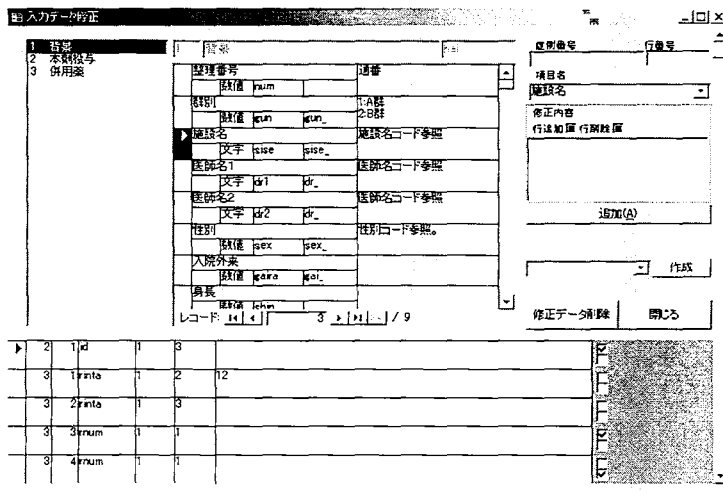 入力データ修正
1 背景
2 本剤投与
3 併用薬
1 背景
整理番号 通番
数値 num
群別 1:A群
2:B群
数値 gun gun_
施設名 施設名コード参照
文字 sise sise_
医師名1 医師名コード参照
文字 dr1 dr_
医師名2 医師名コード参照
文字 dr2 dr_
性別 性別コード参照。
数値 sex sex_
入院外来
数値 gaira gai_
身長
数値 shin
レコード: 3 / 9
症例番号 行番号
項目名
施設名
修正内容
行追加 行削除
追加(A)
作成
修正データ削除 閉じる
2 1 id 1 3
3 1 rinta 1 2 12
3 2 rinta 1 3
3 3 rnum 1 1
3 4 rnum 1 1